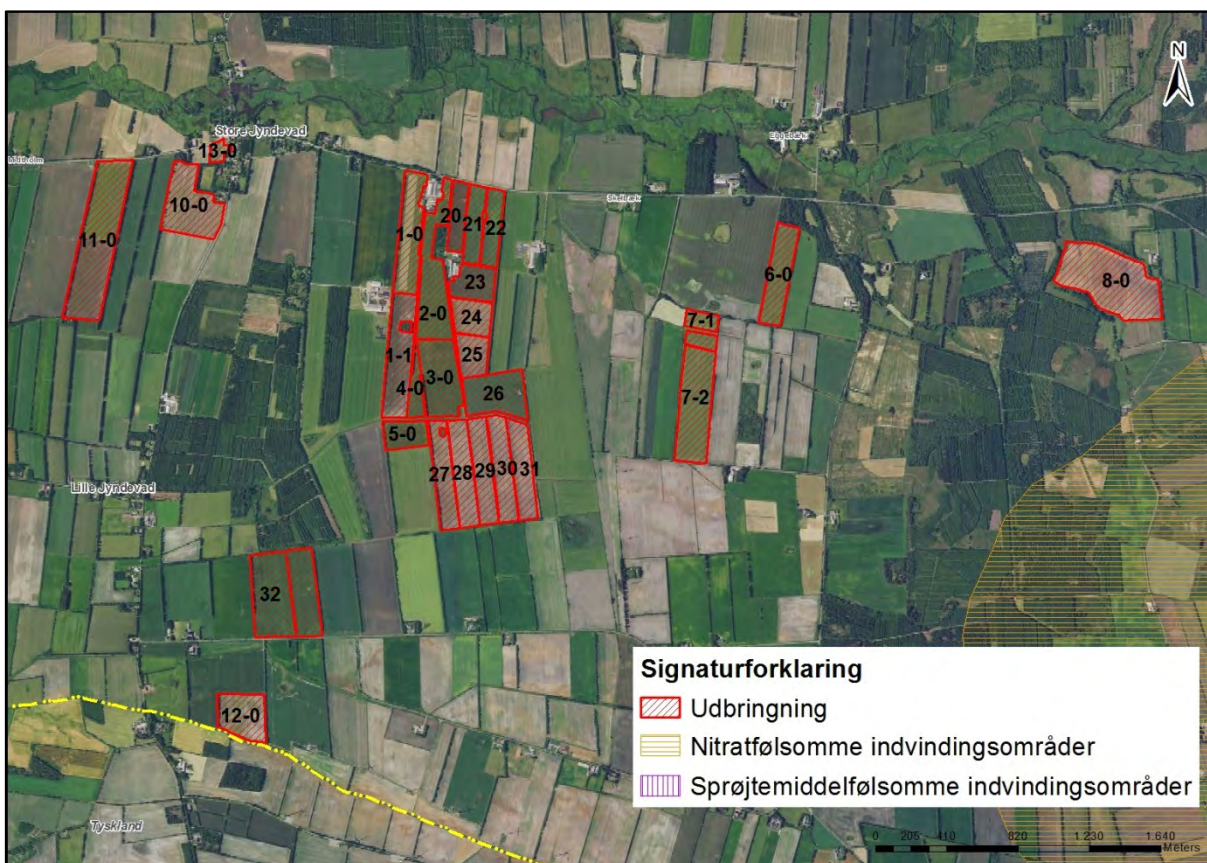 N
Store Jyndevad
13-0
Eggebæk
10-0
Skelbæk
11-0
1-0
20
21
22
6-0
8-0
23
2-0
24
7-1
25
1-1
3-0
4-0
26
7-2
5-0
27
28
29
30
31
Lille Jyndevad
32
12-0
Tyskland
Signaturforklaring
Udbringning
Nitratfølsomme indvindingsområder
Sprøjtemiddelfølsomme indvindingsområder
0 205 410 820 1.230 1.640
Meters